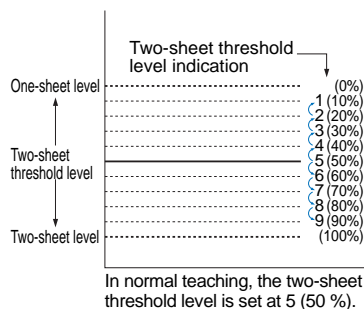 Two-sheet threshold
level indication
One-sheet level
(0%)
1 (10%)
2 (20%)
3 (30%)
4 (40%)
Two-sheet
threshold level
5 (50%)
6 (60%)
7 (70%)
8 (80%)
9 (90%)
Two-sheet level
(100%)
In normal teaching, the two-sheet
threshold level is set at 5 (50 %).